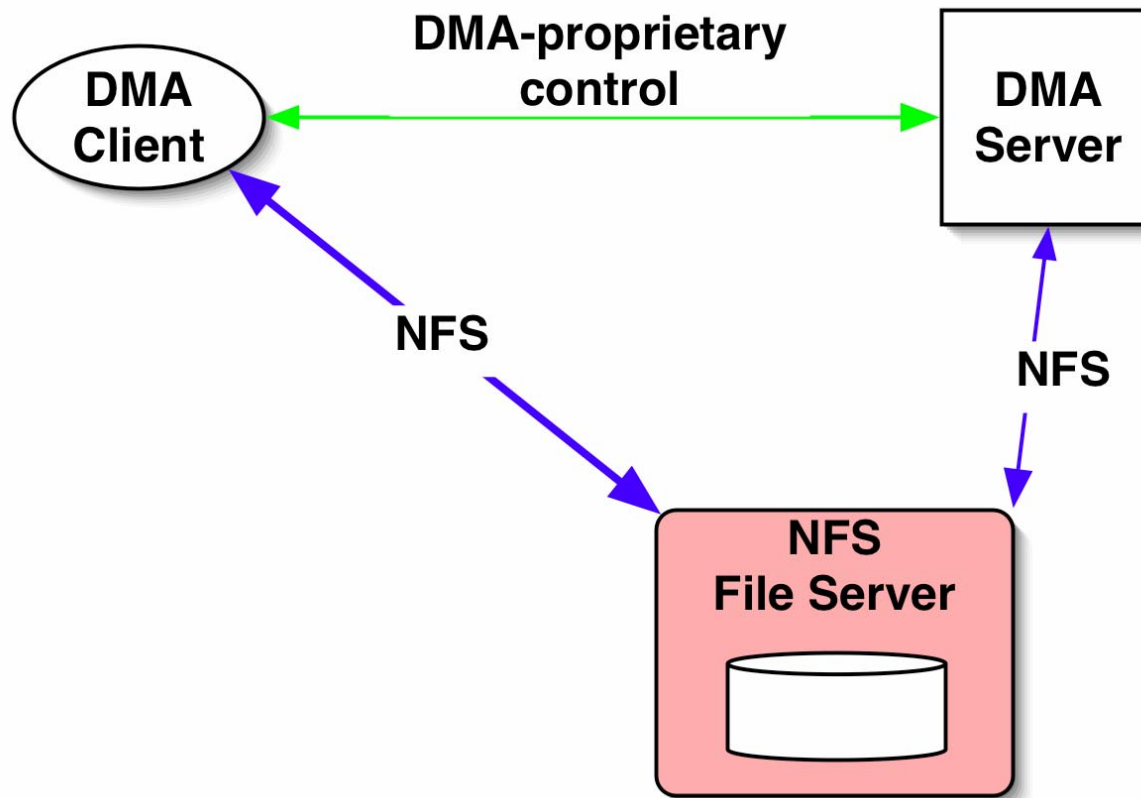 DMA-proprietary
control
DMA
Client
DMA
Server
NFS
NFS
NFS
File Server